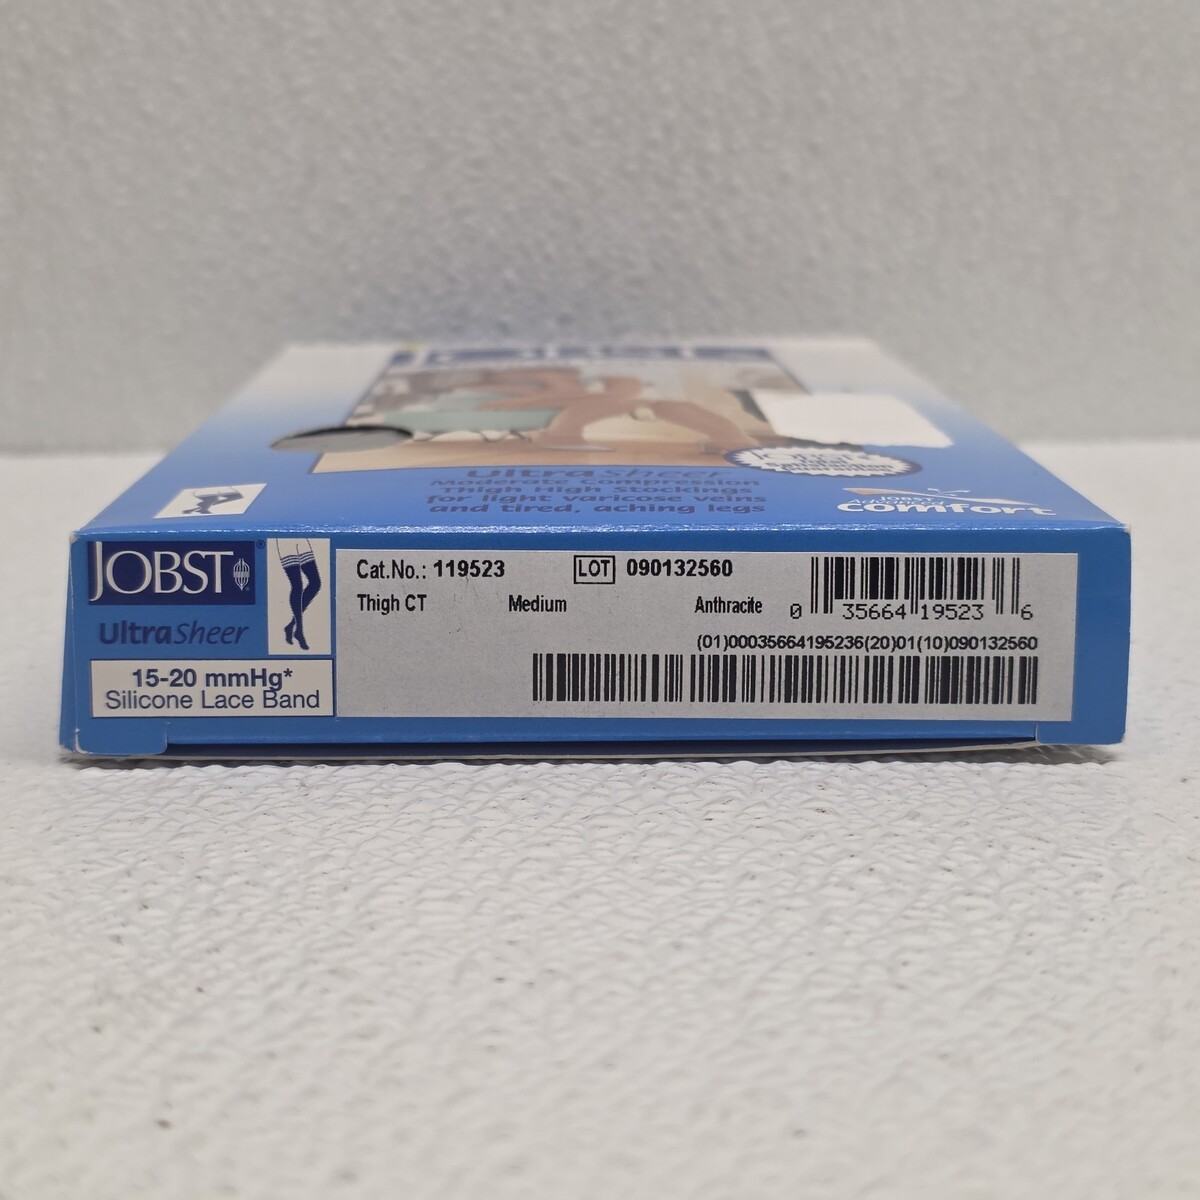 UltraSheer
Moderate Compression
Thigh High Stockings
for light varicose veins
and tired, aching legs
Satisfaction
JOBST
comfort
JOBST®
UltraSheer
15-20 mmHg*
Silicone Lace Band
Cat.No.: 119523 LOT 090132560
Thigh CT Medium Anthracite
0 35664 19523 6
(01)00035664195236(20)01(10)090132560